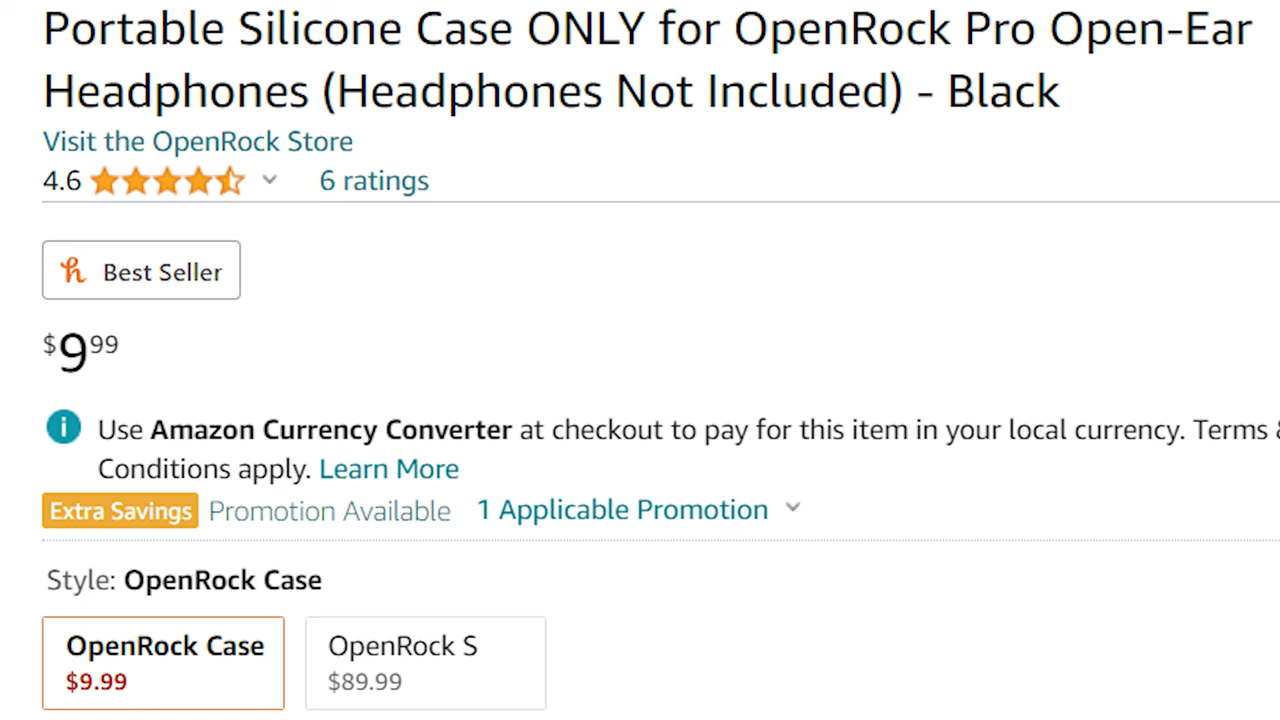 Portable Silicone Case ONLY for OpenRock Pro Open-Ear
Headphones (Headphones Not Included) - Black
Visit the OpenRock Store
4.6 6 ratings
Best Seller
$9.99
Use Amazon Currency Converter at checkout to pay for this item in your local currency. Terms &
Conditions apply. Learn More
Extra Savings Promotion Available 1 Applicable Promotion
Style: OpenRock Case
OpenRock Case OpenRock S
$9.99 $89.99